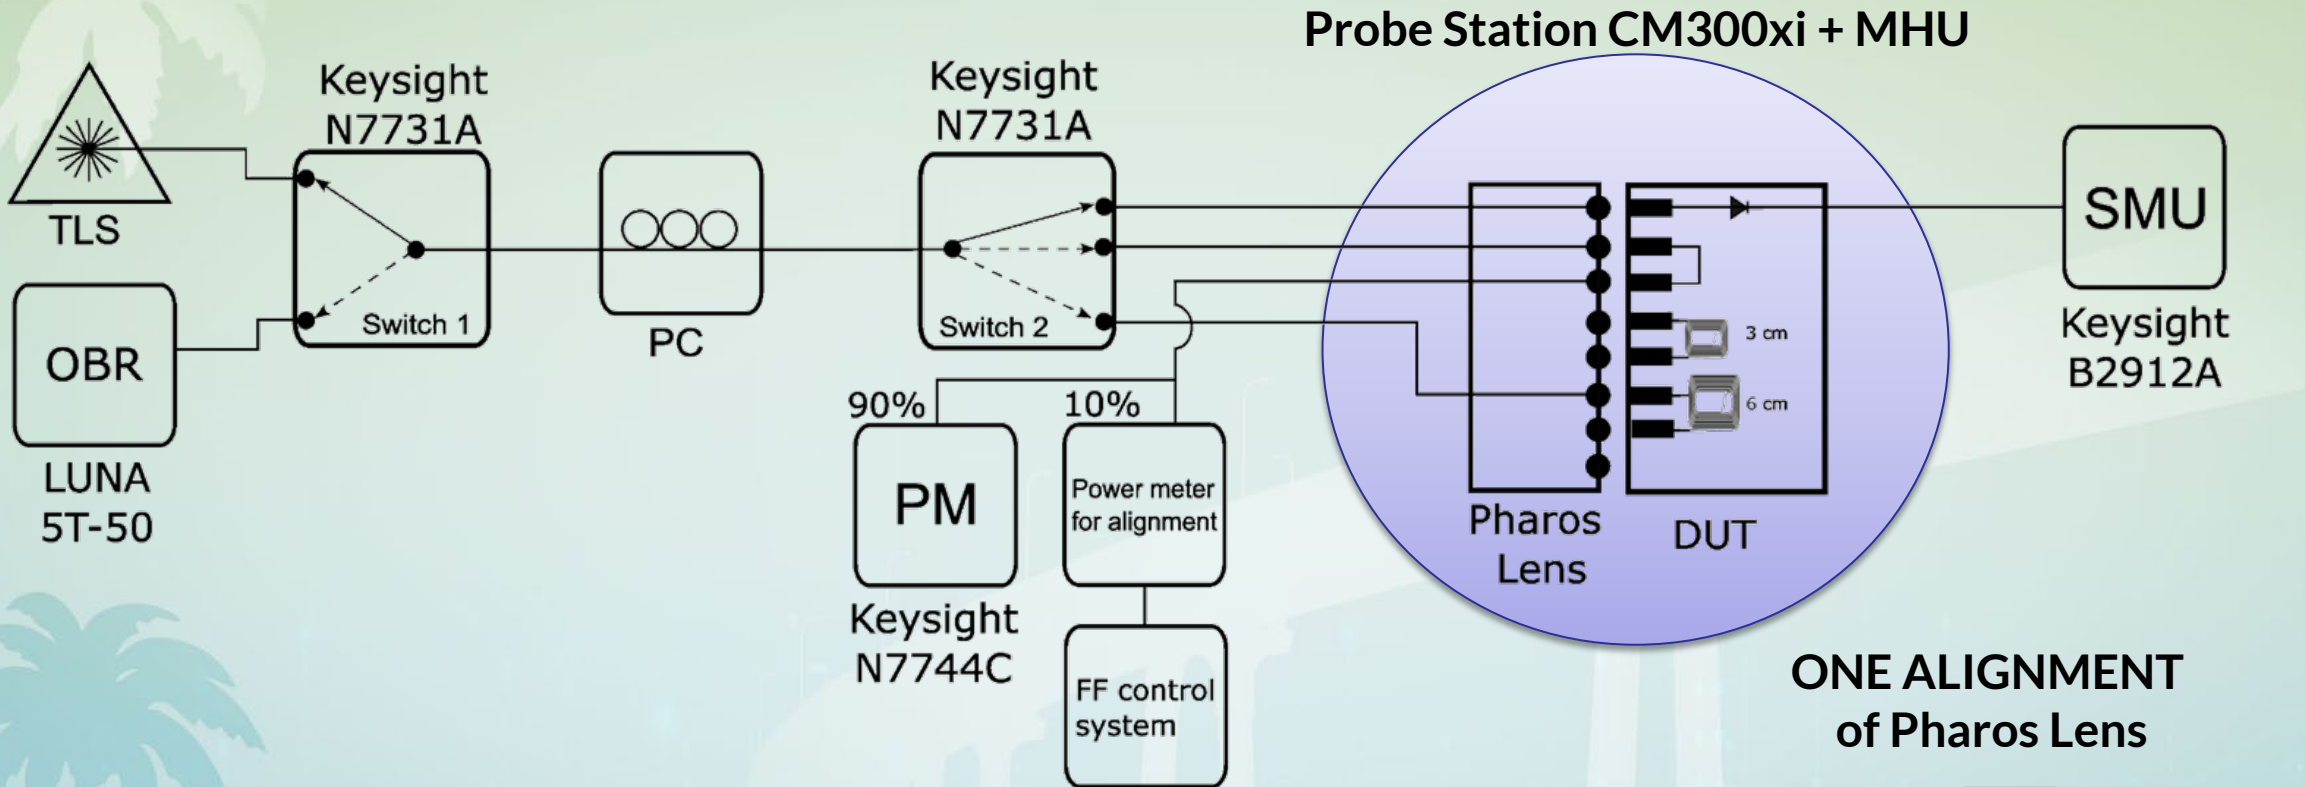 Probe Station CM300xi + MHU
Keysight
N7731A
Keysight
N7731A
TLS
Switch 1
PC
Switch 2
SMU
Keysight
B2912A
OBR
LUNA
5T-50
90%
10%
PM
Keysight
N7744C
Power meter
for alignment
FF control
system
3 cm
6 cm
Pharos
Lens
DUT
ONE ALIGNMENT
of Pharos Lens